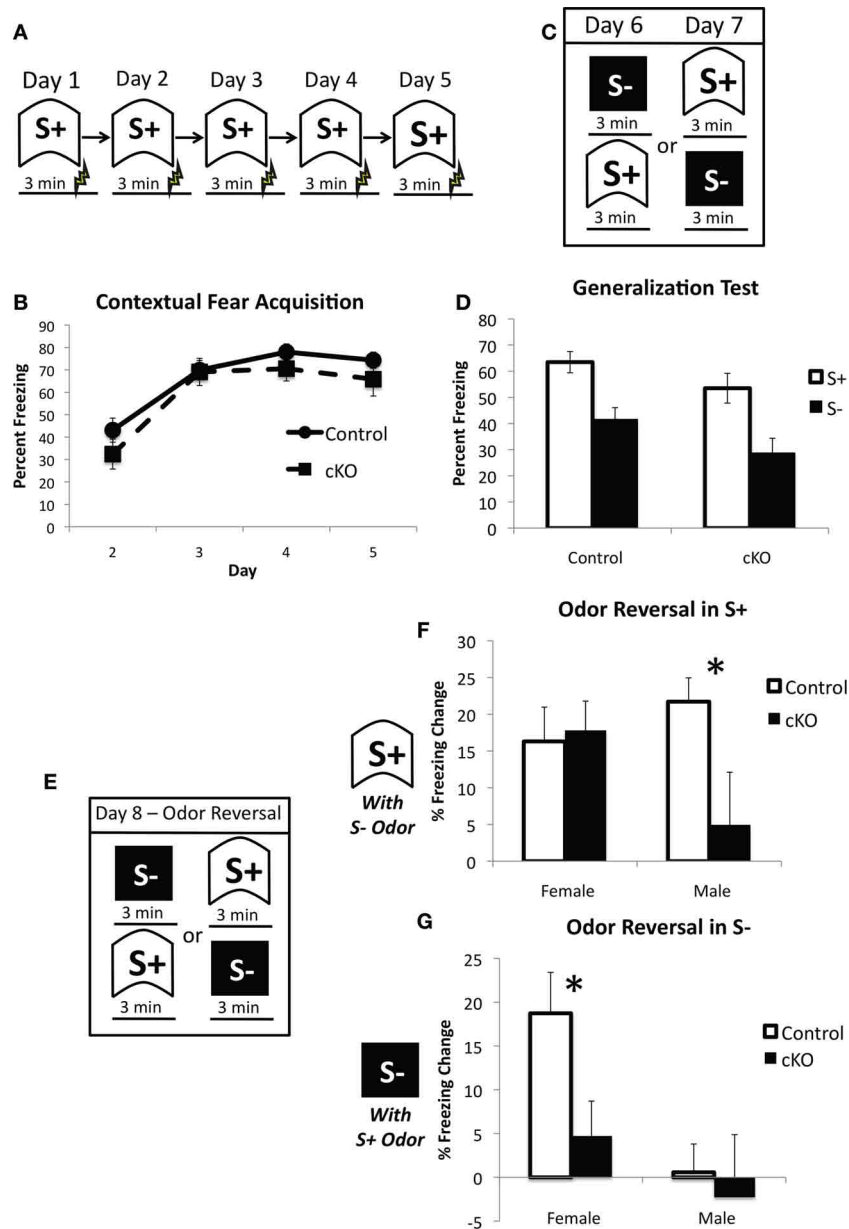 A
Day 1 Day 2 Day 3 Day 4 Day 5
S+ S+ S+ S+ S+
3 min 3 min 3 min 3 min 3 min
C
Day 6 Day 7
S- S+
3 min 3 min
or
S+ S-
3 min 3 min
B
Contextual Fear Acquisition
Percent Freezing
90
80
70
60
50
40
30
20
10
0
Control
cKO
2 3 4 5
Day
D
Generalization Test
Percent Freezing
80
70
60
50
40
30
20
10
0
S+
S-
Control cKO
E
Day 8 – Odor Reversal
S- S+
3 min 3 min
or
S+ S-
3 min 3 min
F
Odor Reversal in S+
S+
With
S- Odor
% Freezing Change
30
25
20
15
10
5
0
*
Control
cKO
Female Male
G
Odor Reversal in S-
S-
With
S+ Odor
% Freezing Change
25
20
15
10
5
0
-5
*
Control
cKO
Female Male